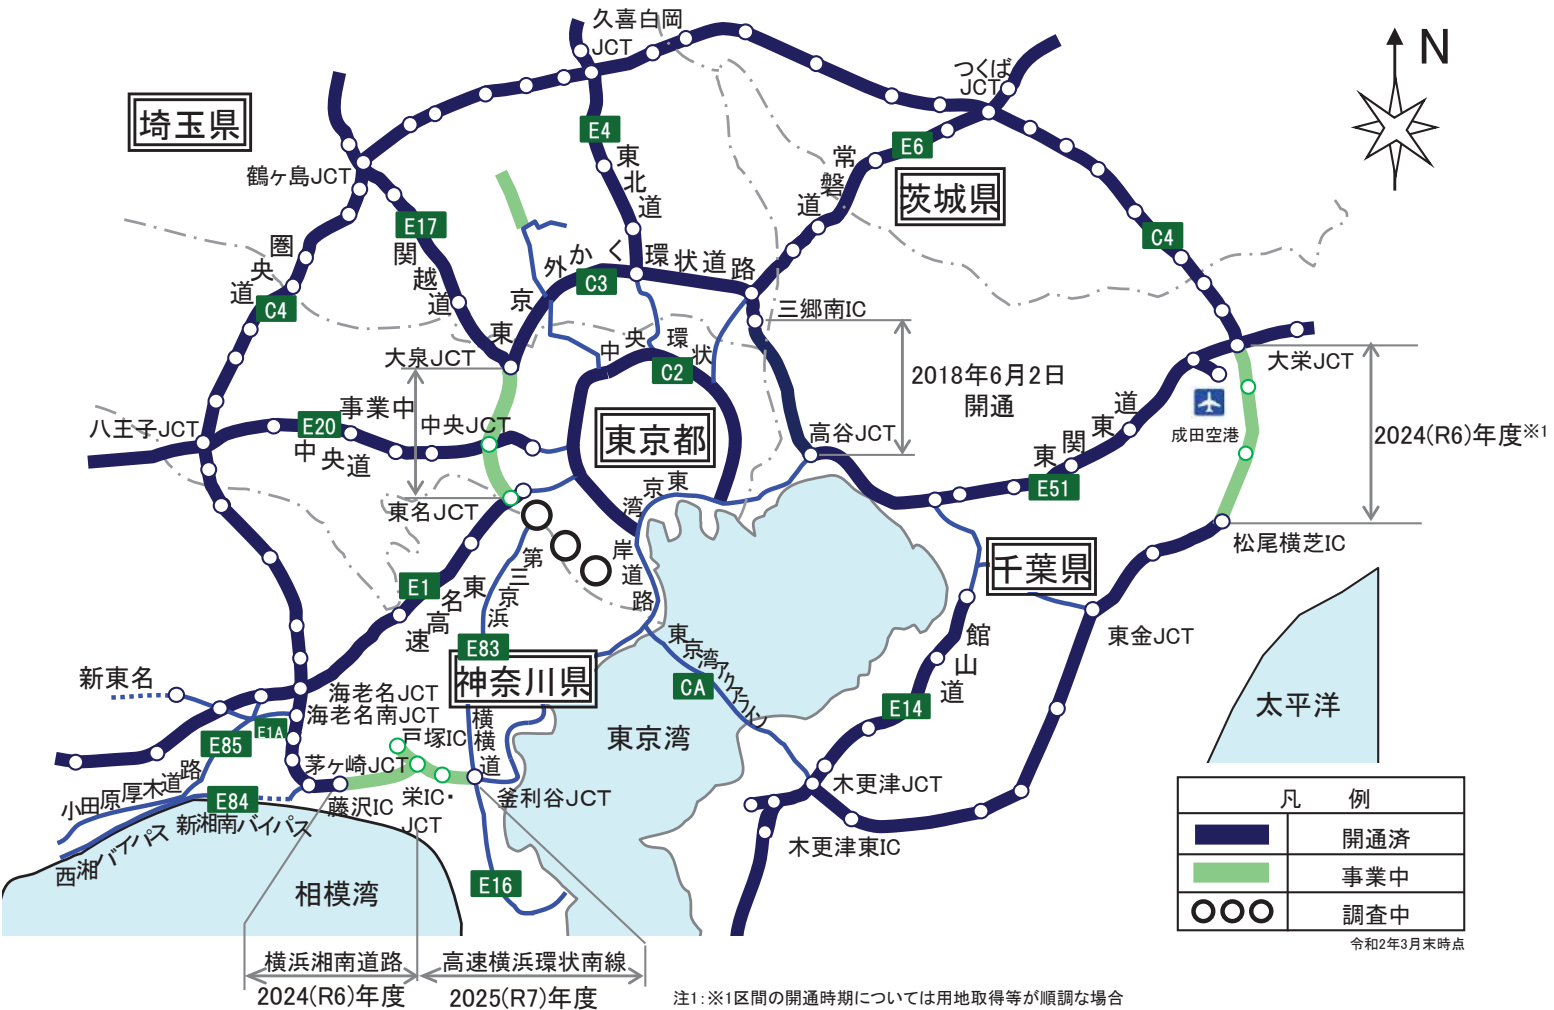 久喜白岡
JCT
N
つくば
JCT
埼玉県
E4
E6
東北道
常磐道
茨城県
鶴ヶ島JCT
E17
関越道
C4
圏央道
C4
東京外かく環状道路
C3
三郷南IC
大泉JCT
中央環状
C2
2018年6月2日
開通
大栄JCT
事業中
E20
中央道
中央JCT
八王子JCT
東京都
高谷JCT
成田空港
2024(R6)年度※1
東関東道
E51
東名JCT
東京湾岸道路
第三京浜
E1
東名高速
松尾横芝IC
千葉県
東金JCT
E83
神奈川県
館山道
E14
新東名
海老名JCT
海老名南JCT
E1A
E85
戸塚IC
横横道
東京湾アクアライン
CA
東京湾
太平洋
茅ヶ崎JCT
小田原厚木道路
E84
新湘南バイパス
西湘バイパス
藤沢IC
栄IC・
JCT
釜利谷JCT
木更津JCT
木更津東IC
E16
相模湾
凡 例
開通済
事業中
調査中
令和2年3月末時点
横浜湘南道路
2024(R6)年度
高速横浜環状南線
2025(R7)年度
注1:※1区間の開通時期については用地取得等が順調な場合